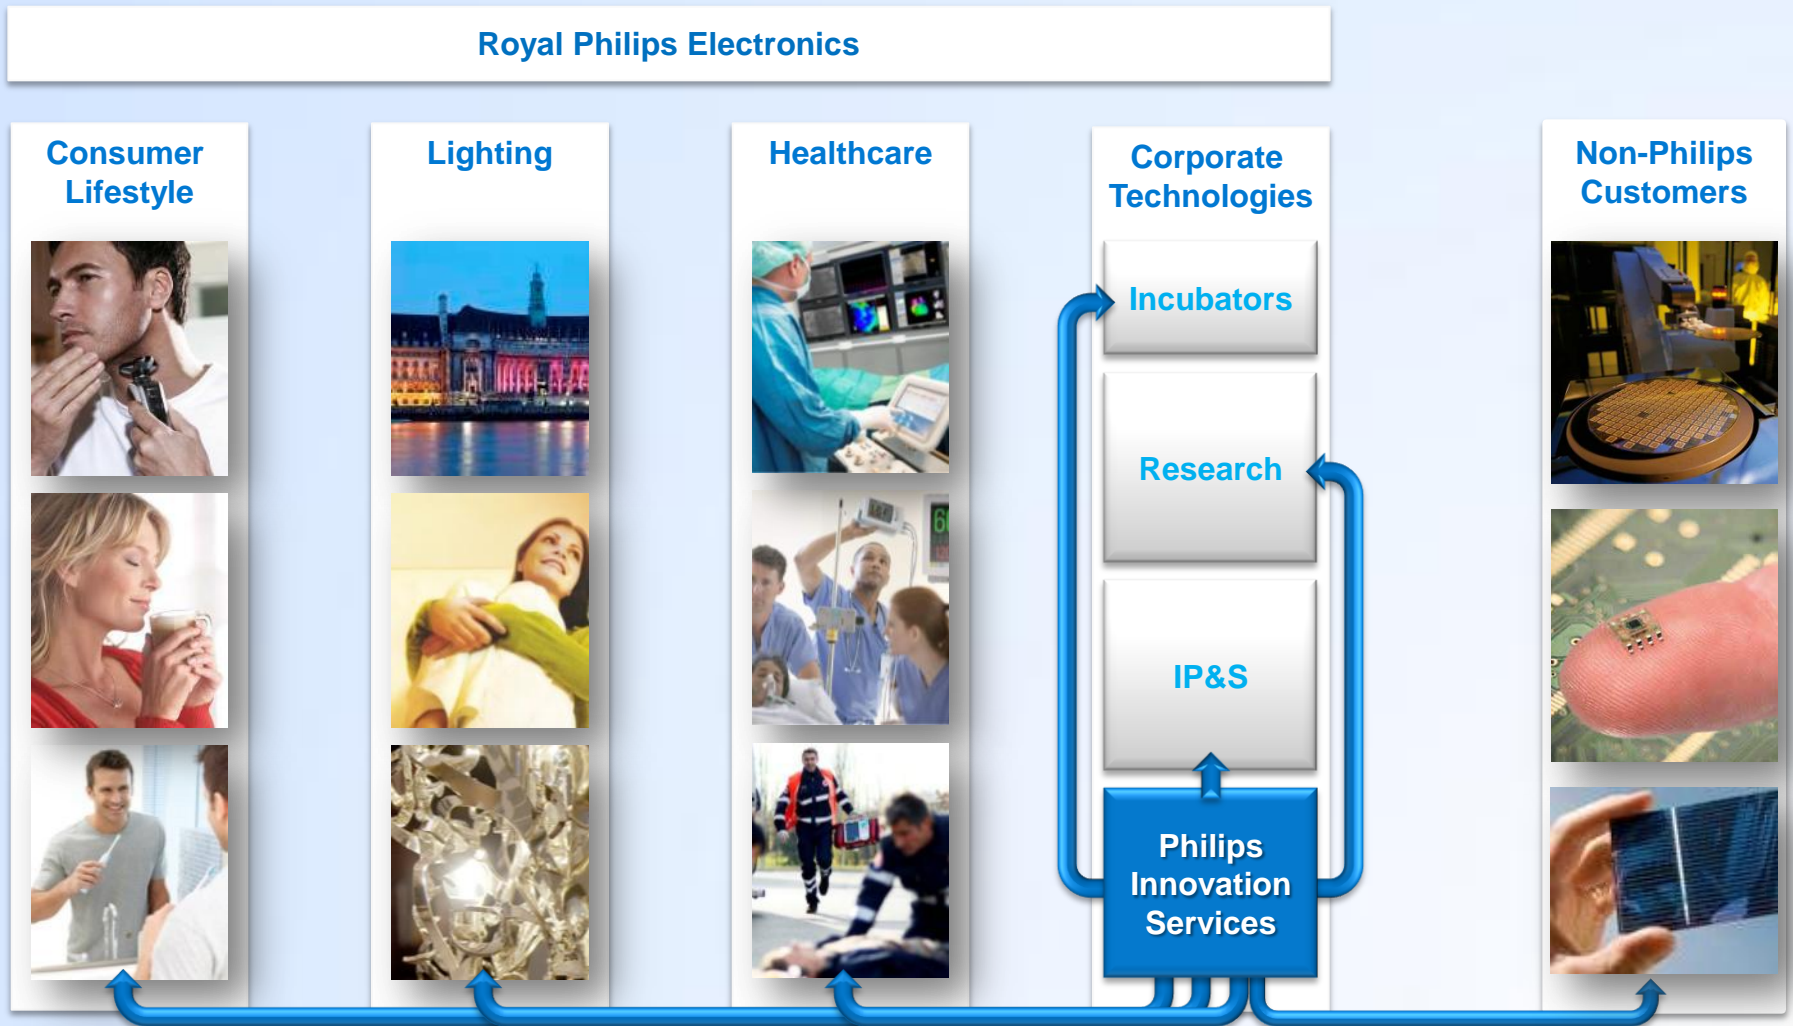 Royal Philips Electronics
Consumer
Lifestyle
Lighting
Healthcare
Corporate
Technologies
Incubators
Research
IP&S
Philips
Innovation
Services
Non-Philips
Customers